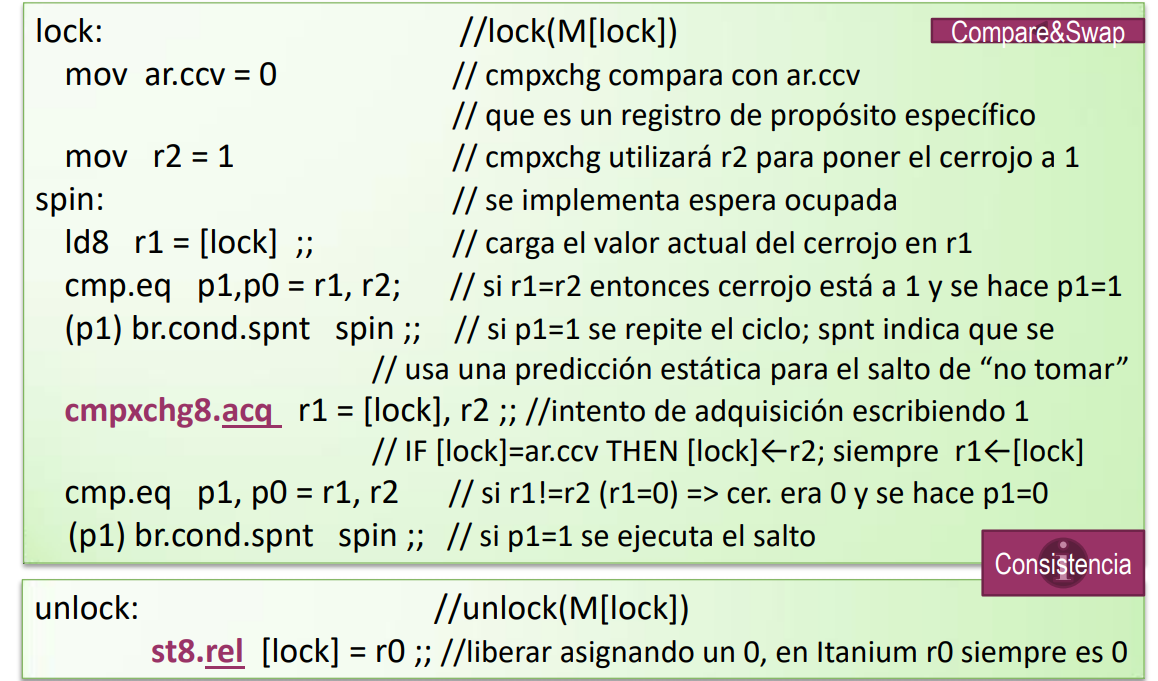 lock: //lock(M[lock])
Compare&Swap
mov ar.ccv = 0 // cmpxchg compara con ar.ccv
// que es un registro de propósito específico
mov r2 = 1 // cmpxchg utilizará r2 para poner el cerrojo a 1
spin: // se implementa espera ocupada
ld8 r1 = [lock] ;; // carga el valor actual del cerrojo en r1
cmp.eq p1,p0 = r1, r2; // si r1=r2 entonces cerrojo está a 1 y se hace p1=1
(p1) br.cond.spnt spin ;; // si p1=1 se repite el ciclo; spnt indica que se
// usa una predicción estática para el salto de “no tomar”
cmpxchg8.acq r1 = [lock], r2 ;; //intento de adquisición escribiendo 1
// IF [lock]=ar.ccv THEN [lock]←r2; siempre r1←[lock]
cmp.eq p1, p0 = r1, r2 // si r1!=r2 (r1=0) => cer. era 0 y se hace p1=0
(p1) br.cond.spnt spin ;; // si p1=1 se ejecuta el salto
Consistencia
unlock: //unlock(M[lock])
st8.rel [lock] = r0 ;; //liberar asignando un 0, en Itanium r0 siempre es 0